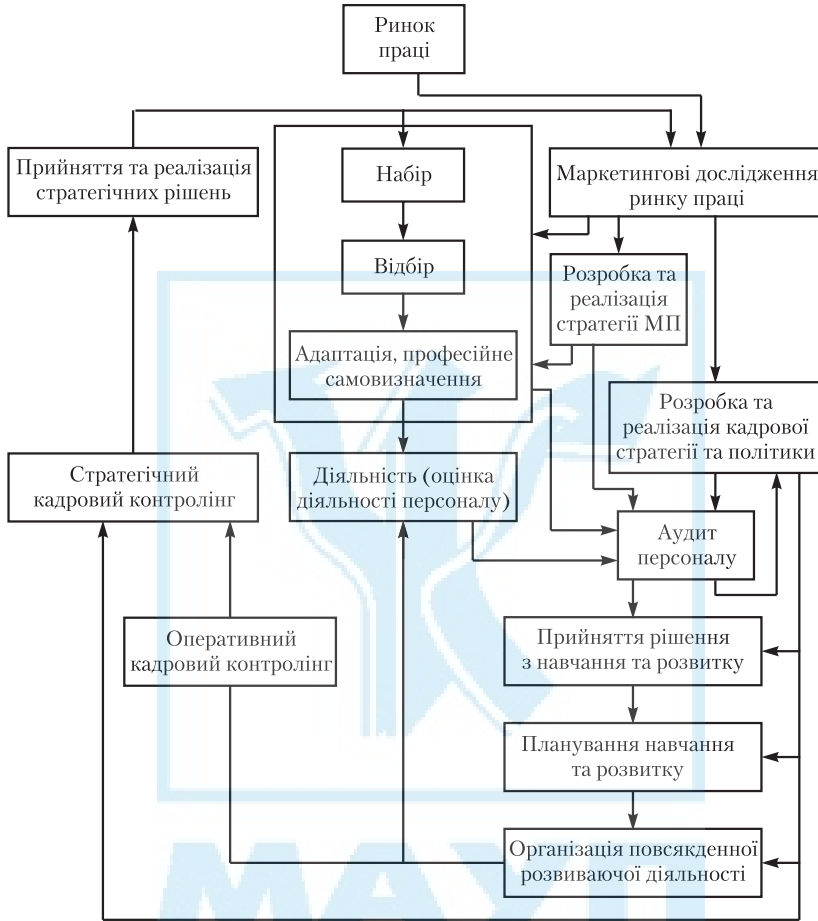 Ринок
праці
Прийняття та реалізація
стратегічних рішень
Набір
Маркетингові дослідження
ринку праці
Відбір
Розробка та
реалізація
стратегії МП
Адаптація, професійне
самовизначення
Розробка та
реалізація кадрової
стратегії та політики
Стратегічний
кадровий контролінг
Діяльність (оцінка
діяльності персоналу)
Аудит
персоналу
Оперативний
кадровий контролінг
Прийняття рішення
з навчання та розвитку
Планування навчання
та розвитку
Організація повсякденної
розвиваючої діяльності
МАУП